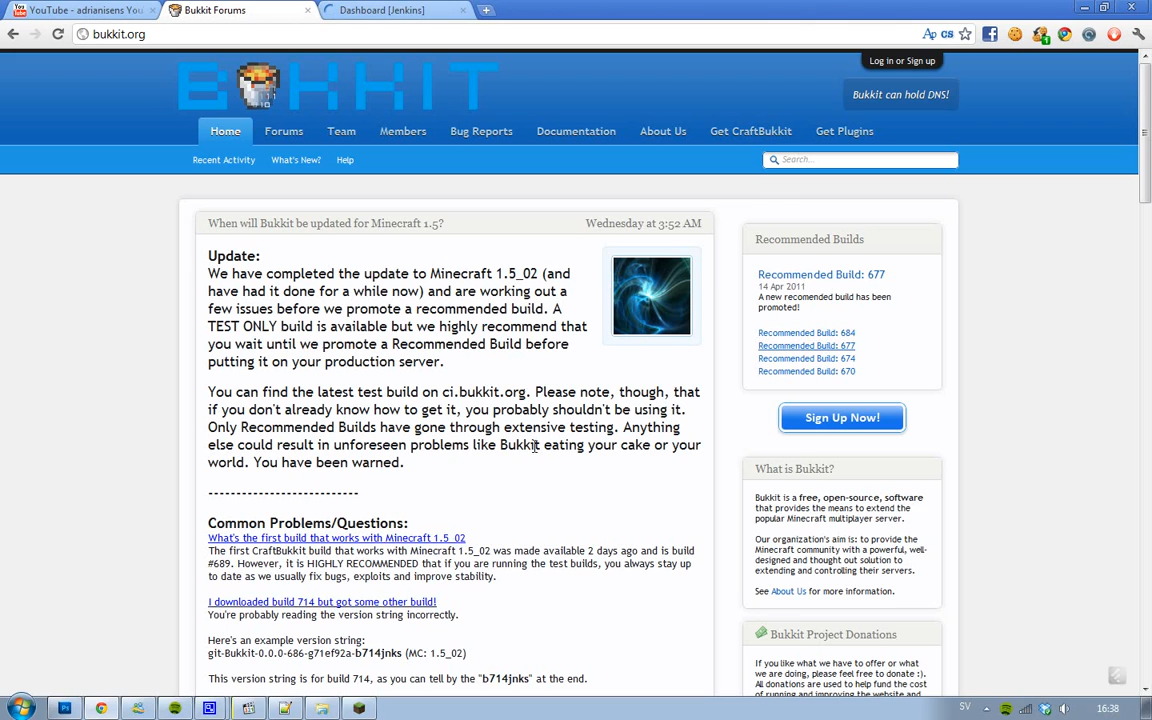 YouTube - adrianisens You
Bukkit Forums
Dashboard [Jenkins]
bukkit.org
Log in or Sign up
BUKKIT
Bukkit can hold DNS!
Home Forums Team Members Bug Reports Documentation About Us Get CraftBukkit Get Plugins
Recent Activity What's New? Help
Search...
When will Bukkit be updated for Minecraft 1.5? Wednesday at 3:52 AM
Update:
We have completed the update to Minecraft 1.5_02 (and
have had it done for a while now) and are working out a
few issues before we promote a recommended build. A
TEST ONLY build is available but we highly recommend that
you wait until we promote a Recommended Build before
putting it on your production server.
You can find the latest test build on ci.bukkit.org. Please note, though, that
if you don't already know how to get it, you probably shouldn't be using it.
Only Recommended Builds have gone through extensive testing. Anything
else could result in unforeseen problems like Bukkit eating your cake or your
world. You have been warned.
---------------------------
Common Problems/Questions:
What's the first build that works with Minecraft 1.5_02
The first CraftBukkit build that works with Minecraft 1.5_02 was made available 2 days ago and is build
#689. However, it is HIGHLY RECOMMENDED that if you are running the test builds, you always stay up
to date as we usually fix bugs, exploits and improve stability.
I downloaded build 714 but got some other build!
You're probably reading the version string incorrectly.
Here's an example version string:
git-Bukkit-0.0.0-686-g71ef92a-b714jnks (MC: 1.5_02)
This version string is for build 714, as you can tell by the "b714jnks" at the end.
Recommended Builds
Recommended Build: 677
14 Apr 2011
A new recomended build has been
promoted!
Recommended Build: 684
Recommended Build: 677
Recommended Build: 674
Recommended Build: 670
Sign Up Now!
What is Bukkit?
Bukkit is a free, open-source, software
that provides the means to extend the
popular Minecraft multiplayer server.
Our organization's aim is: to provide the
Minecraft community with a powerful, well-
designed and thought out solution to
extending and controlling their servers.
See About Us for more information.
Bukkit Project Donations
If you like what we have to offer or what
we are doing, please feel free to donate :).
All donations are used to help fund the cost
of running and improving the website and
SV
16:38